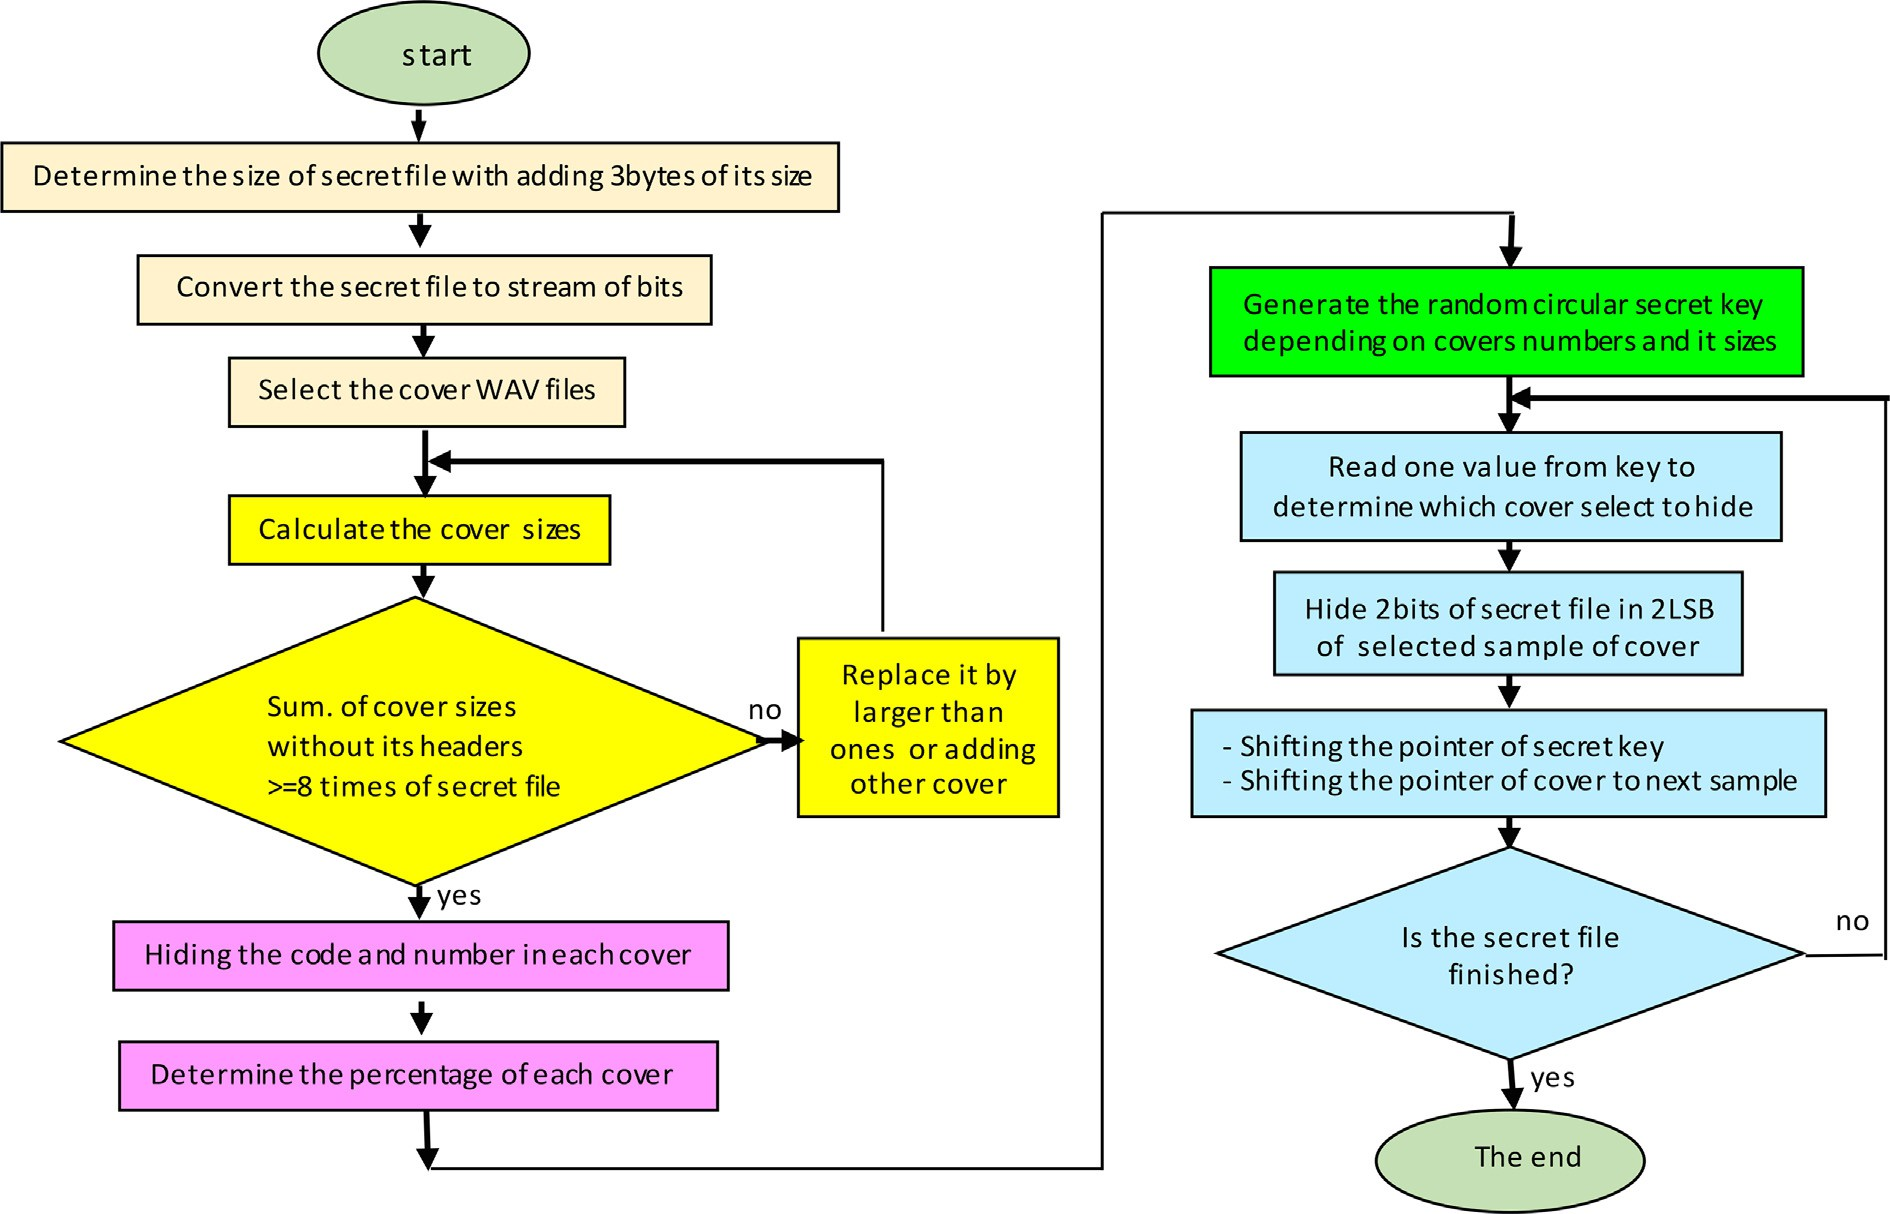 start
Determine the size of secret file with adding 3bytes of its size
Convert the secret file to stream of bits
Select the cover WAV files
Calculate the cover sizes
Sum. of cover sizes
without its headers
>=8 times of secret file
no
Replace it by
larger than
ones or adding
other cover
yes
Hiding the code and number in each cover
Determine the percentage of each cover
Generate the random circular secret key
depending on covers numbers and it sizes
Read one value from key to
determine which cover select to hide
Hide 2bits of secret file in 2LSB
of selected sample of cover
- Shifting the pointer of secret key
- Shifting the pointer of cover to next sample
Is the secret file
finished?
no
yes
The end